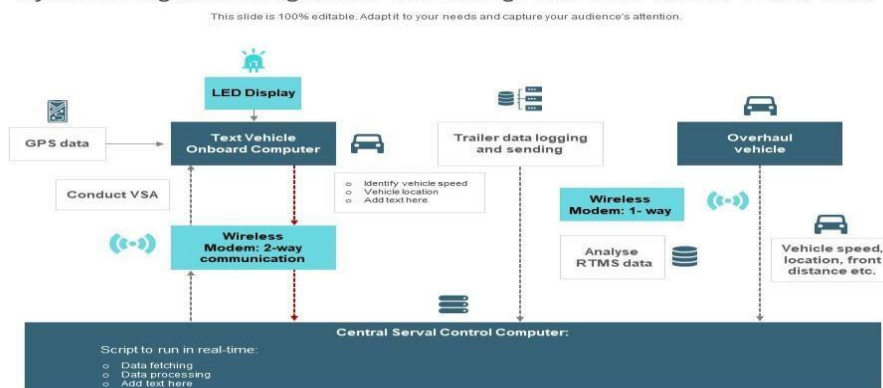 This slide is 100% editable. Adapt it to your needs and capture your audience's attention.
LED Display
GPS data
Text Vehicle
Onboard Computer
Trailer data logging
and sending
Overhaul
vehicle
Conduct VSA
o Identify vehicle speed
o Vehicle location
o Add text here
Wireless
Modem: 1- way
Wireless
Modem: 2-way
communication
Analyse
RTMS data
Vehicle speed,
location, front
distance etc.
Central Serval Control Computer:
Script to run in real-time:
o Data fetching
o Data processing
o Add text here